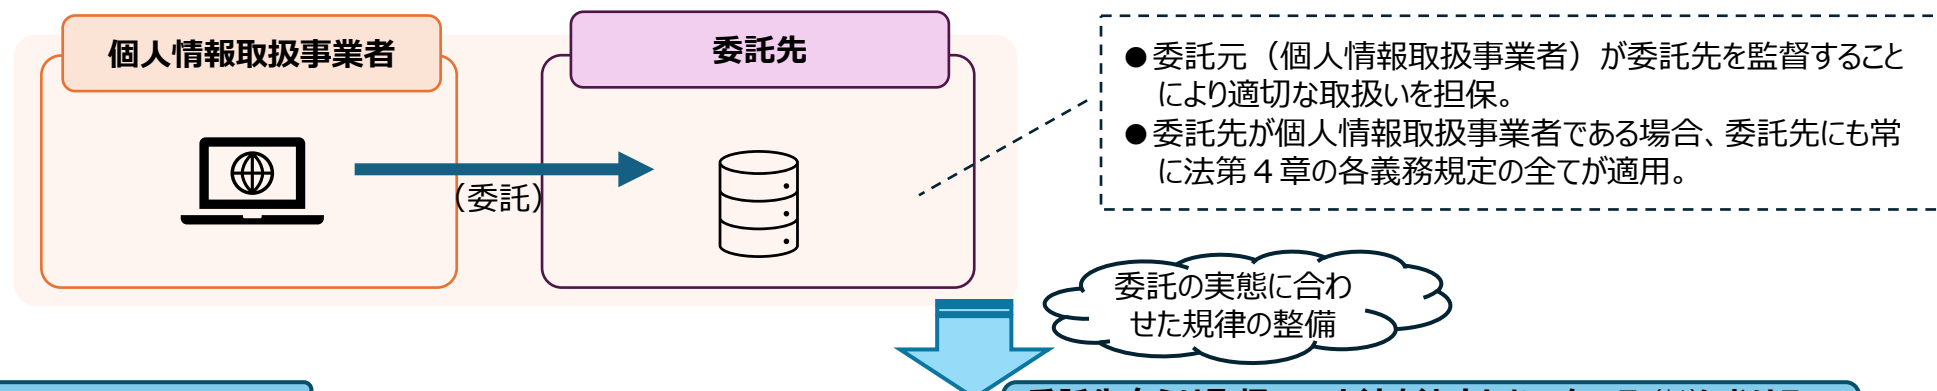 個人情報取扱事業者
委託先
（委託）
●委託元（個人情報取扱事業者）が委託先を監督すること
により適切な取扱いを担保。
●委託先が個人情報取扱事業者である場合、委託先にも常
に法第４章の各義務規定の全てが適用。
委託の実態に合わ
せた規律の整備